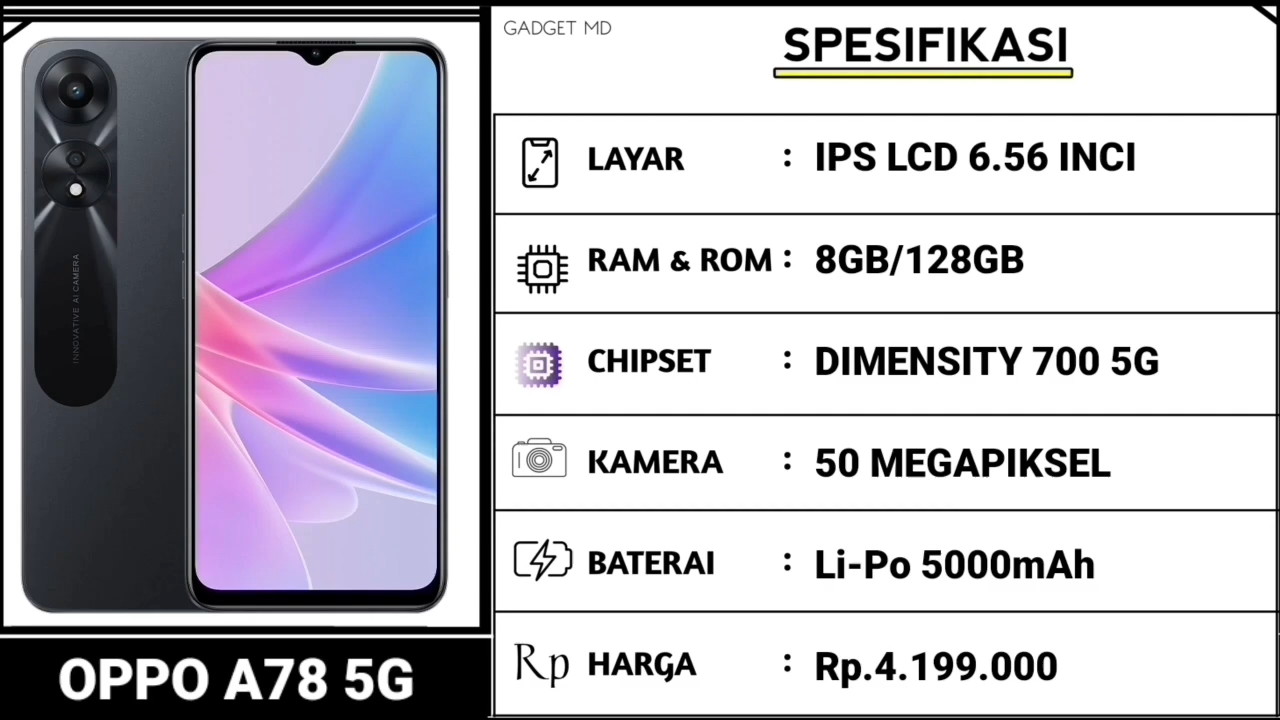 GADGET MD
SPESIFIKASI
LAYAR : IPS LCD 6.56 INCI
RAM & ROM : 8GB/128GB
CHIPSET : DIMENSITY 700 5G
KAMERA : 50 MEGAPIKSEL
BATERAI : Li-Po 5000mAh
Rp HARGA : Rp.4.199.000
INNOVATIVE AI CAMERA
OPPO A78 5G